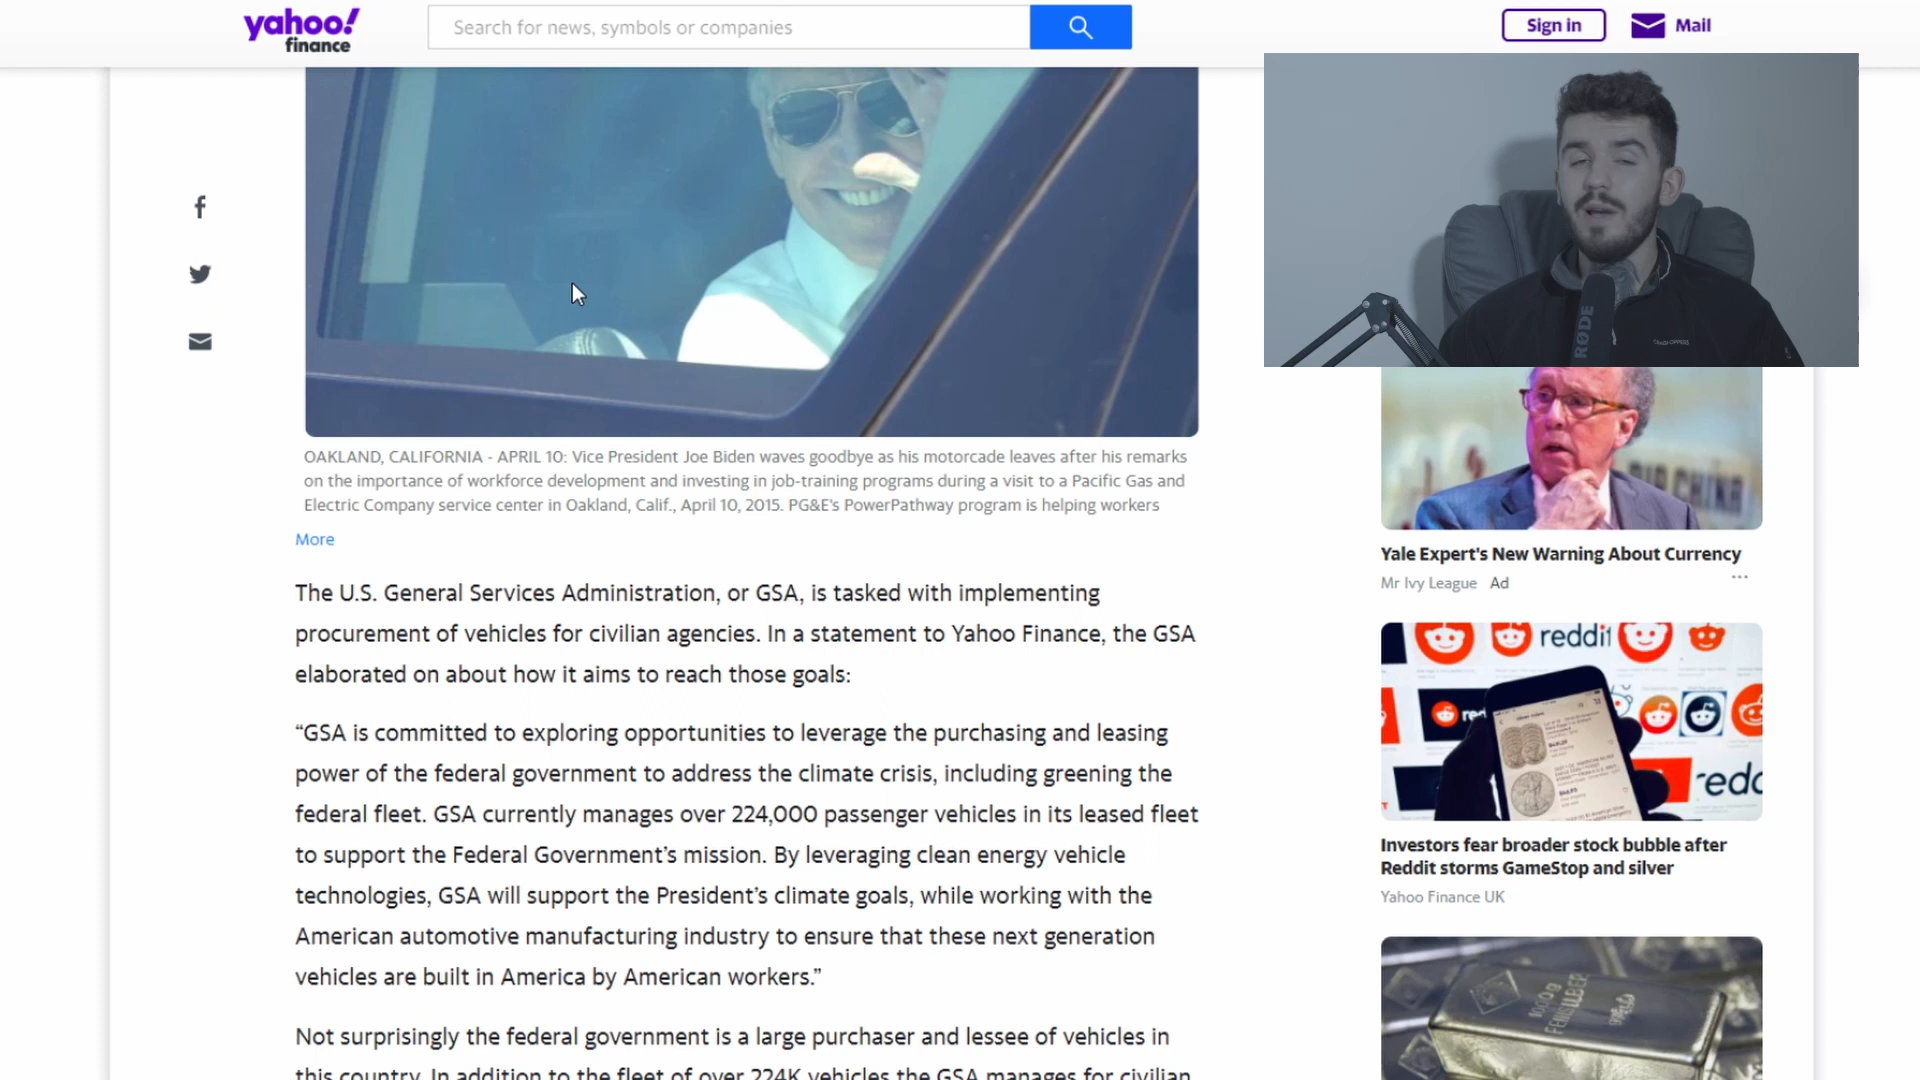 yahoo!
finance
Search for news, symbols or companies
Sign in
Mail
OAKLAND, CALIFORNIA - APRIL 10: Vice President Joe Biden waves goodbye as his motorcade leaves after his remarks
on the importance of workforce development and investing in job-training programs during a visit to a Pacific Gas and
Electric Company service center in Oakland, Calif., April 10, 2015. PG&E's PowerPathway program is helping workers
More
The U.S. General Services Administration, or GSA, is tasked with implementing
procurement of vehicles for civilian agencies. In a statement to Yahoo Finance, the GSA
elaborated on about how it aims to reach those goals:
“GSA is committed to exploring opportunities to leverage the purchasing and leasing
power of the federal government to address the climate crisis, including greening the
federal fleet. GSA currently manages over 224,000 passenger vehicles in its leased fleet
to support the Federal Government’s mission. By leveraging clean energy vehicle
technologies, GSA will support the President’s climate goals, while working with the
American automotive manufacturing industry to ensure that these next generation
vehicles are built in America by American workers.”
Not surprisingly the federal government is a large purchaser and lessee of vehicles in
this country. In addition to the fleet of over 224K vehicles the GSA manages for civilian
RØDE
Yale Expert's New Warning About Currency
Mr Ivy League Ad
reddit
Investors fear broader stock bubble after
Reddit storms GameStop and silver
Yahoo Finance UK